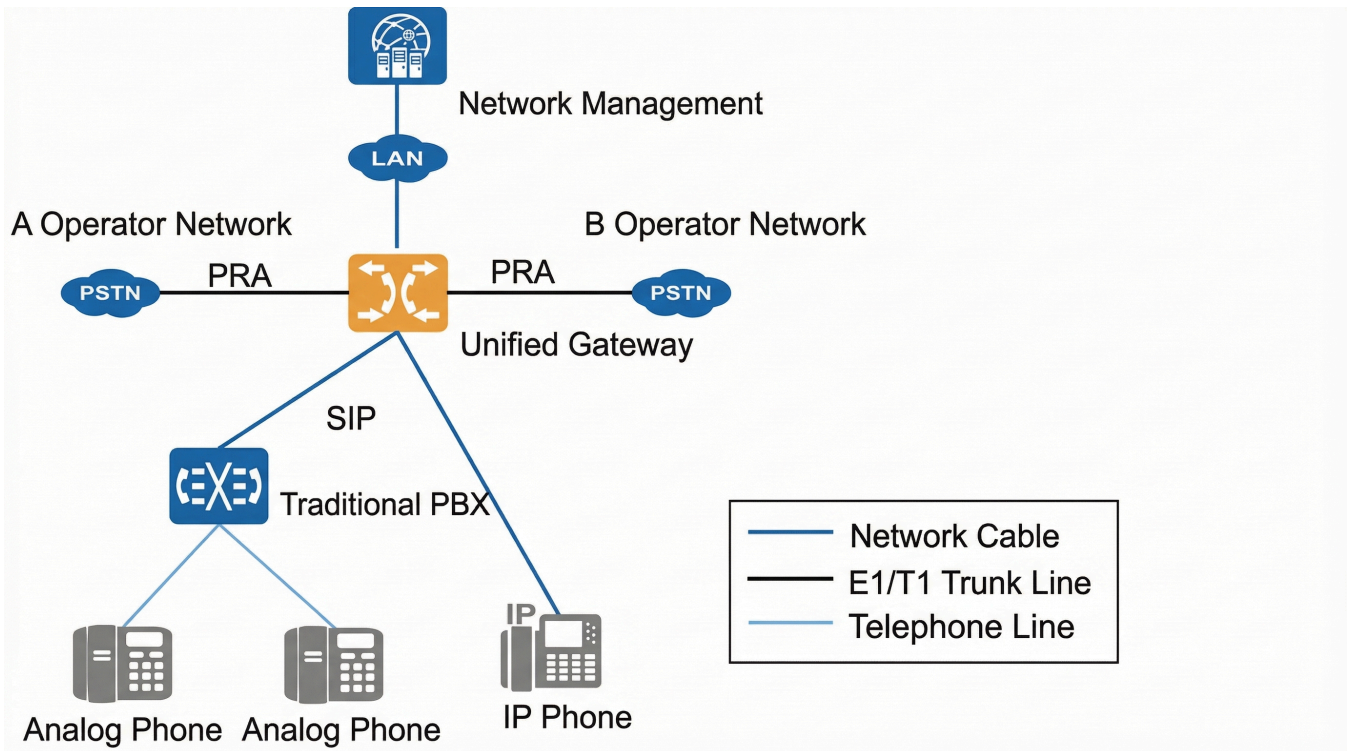 Network Management
LAN
A Operator Network
B Operator Network
PSTN
PRA
PRA
PSTN
Unified Gateway
SIP
Traditional PBX
Network Cable
E1/T1 Trunk Line
Telephone Line
IP
Analog Phone
Analog Phone
IP Phone